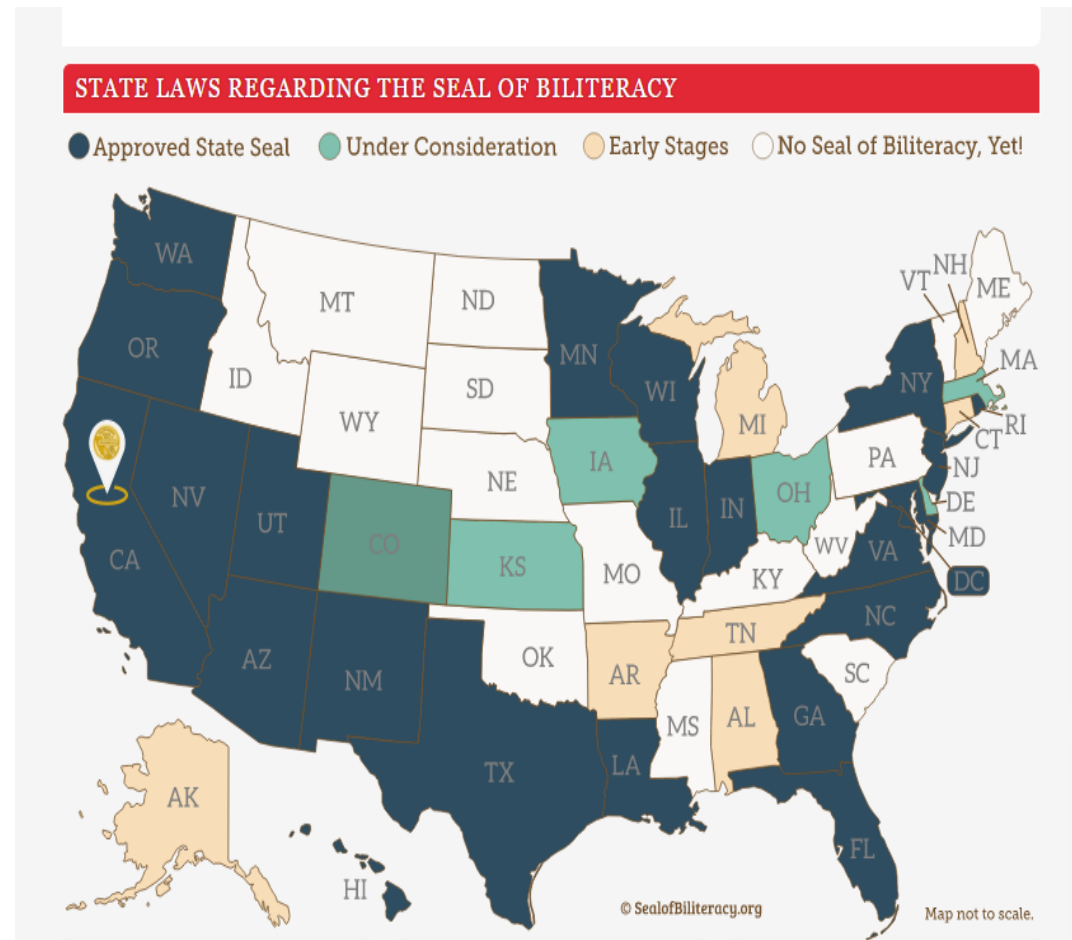 STATE LAWS REGARDING THE SEAL OF BILITERACY
Approved State Seal Under Consideration Early Stages No Seal of Biliteracy, Yet!
WA
MT
ND
VT
NH
ME
OR
ID
SD
MN
WI
NY
MA
WY
MI
RI
CT
NV
UT
NE
IA
PA
NJ
CA
CO
KS
MO
IL
IN
OH
WV
VA
DE
MD
DC
KY
NC
AZ
NM
OK
AR
TN
SC
TX
LA
MS
AL
GA
AK
HI
FL
© SealofBiliteracy.org
Map not to scale.